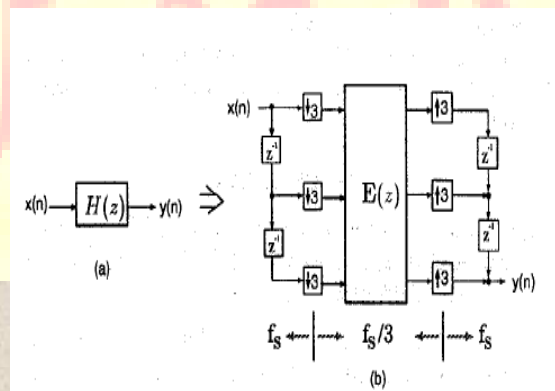 x(n) H(z) y(n)
(a)
x(n) ↓3 E(z) ↑3
z⁻¹ z⁻¹
↓3 ↑3
z⁻¹ z⁻¹
↓3 ↑3 y(n)
fₛ fₛ/3 fₛ
(b)